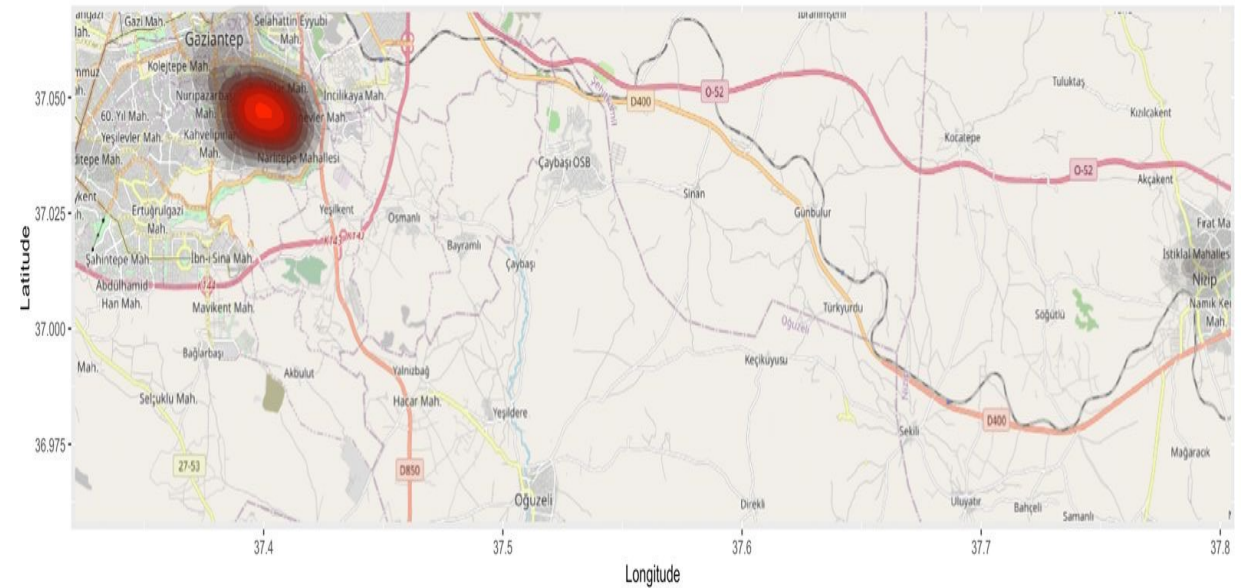 Gazi Mah.
Selahattin Eyyubi
Mah.
Gaziantep
Kolejtepe Mah.
İncilikaya Mah.
60. Yıl Mah.
Mah.
Yeşilevler Mah.
Mah.
Narlıtepe Mahallesi
Ertuğrulgazi
Mah.
Yeşilkent
Osmanlı
Bayramlı
Şahintepe Mah.
İbn-i Sina Mah.
K144
Abdülhamid
Han Mah.
Mavikent Mah.
Bağlarbaşı
Akbulut
Mah.
Selçuklu Mah.
Yalnızbağ
Hacar Mah.
Yeşildere
27-53
D850
Oğuzeli
Çaybaşı OSB
Çaybaşı
D400
O-52
Sinan
Günbulur
Türkyurdu
Oğuzeli
Keçikuyusu
Direkli
Tuluktaş
Kızılcakent
Kocatepe
O-52
Akçakent
Fırat Ma
İstiklal Mahalles
Nizip
Namık Ke
Mah.
Söğütlü
D400
Sekili
Mağaraok
Uluyatır
Bahçeli
Samanlı
37.050
37.025
37.000
36.975
Latitude
37.4
37.5
37.6
37.7
37.8
Longitude